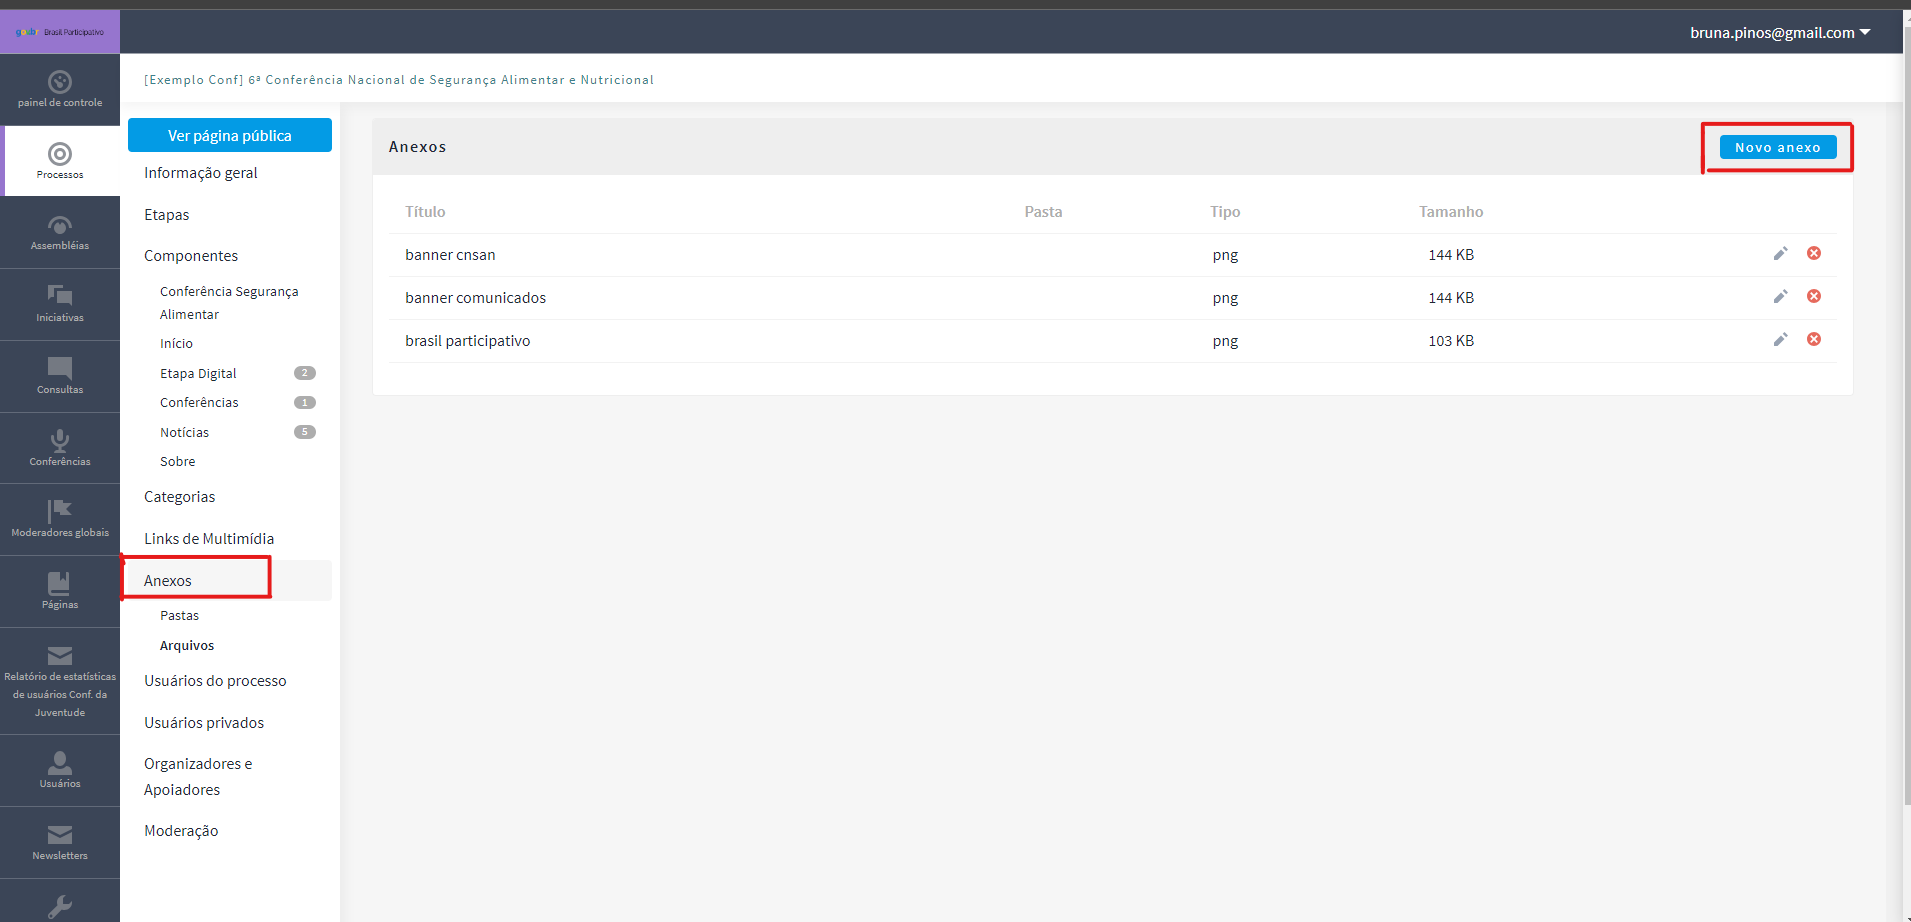 gov.br Brasil Participativo
bruna.pinos@gmail.com
painel de controle
Processos
Assembléias
Iniciativas
Consultas
Conferências
Moderadores globais
Páginas
Relatório de estatísticas
de usuários Conf. da
Juventude
Usuários
Newsletters
[Exemplo Conf] 6ª Conferência Nacional de Segurança Alimentar e Nutricional
Ver página pública
Informação geral
Etapas
Componentes
Conferência Segurança
Alimentar
Início
Etapa Digital 2
Conferências 1
Notícias 5
Sobre
Categorias
Links de Multimídia
Anexos
Pastas
Arquivos
Usuários do processo
Usuários privados
Organizadores e
Apoiadores
Moderação
Anexos Novo anexo
Título Pasta Tipo Tamanho
banner cnsan png 144 KB
banner comunicados png 144 KB
brasil participativo png 103 KB